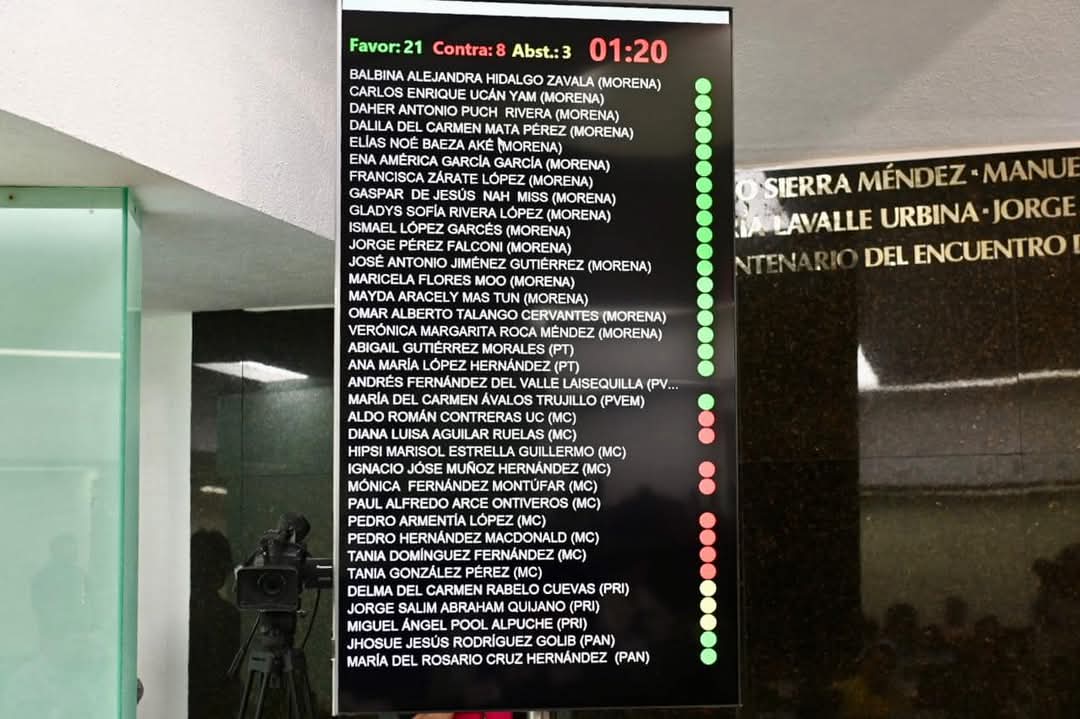 Favor: 21 Contra: 8 Abst.: 3 01:20
BALBINA ALEJANDRA HIDALGO ZAVALA (MORENA)
CARLOS ENRIQUE UCÁN YAM (MORENA)
DAHER ANTONIO PUCH RIVERA (MORENA)
DALILA DEL CARMEN MATA PÉREZ (MORENA)
ELÍAS NOÉ BAEZA AKÉ (MORENA)
ENA AMÉRICA GARCÍA GARCÍA (MORENA)
FRANCISCA ZÁRATE LÓPEZ (MORENA)
GASPAR DE JESÚS NAH MISS (MORENA)
GLADYS SOFÍA RIVERA LÓPEZ (MORENA)
ISMAEL LÓPEZ GARCÉS (MORENA)
JORGE PÉREZ FALCONI (MORENA)
JOSÉ ANTONIO JIMÉNEZ GUTIÉRREZ (MORENA)
MARICELA FLORES MOO (MORENA)
MAYDA ARACELY MAS TUN (MORENA)
OMAR ALBERTO TALANGO CERVANTES (MORENA)
VERÓNICA MARGARITA ROCA MÉNDEZ (MORENA)
ABIGAIL GUTIÉRREZ MORALES (PT)
ANA MARÍA LÓPEZ HERNÁNDEZ (PT)
ANDRÉS FERNÁNDEZ DEL VALLE LAISEQUILLA (PV...
MARÍA DEL CARMEN ÁVALOS TRUJILLO (PVEM)
ALDO ROMÁN CONTRERAS UC (MC)
DIANA LUISA AGUILAR RUELAS (MC)
HIPSI MARISOL ESTRELLA GUILLERMO (MC)
IGNACIO JÓSE MUÑOZ HERNÁNDEZ (MC)
MÓNICA FERNÁNDEZ MONTÚFAR (MC)
PAUL ALFREDO ARCE ONTIVEROS (MC)
PEDRO ARMENTÍA LÓPEZ (MC)
PEDRO HERNÁNDEZ MACDONALD (MC)
TANIA DOMÍNGUEZ FERNÁNDEZ (MC)
TANIA GONZÁLEZ PÉREZ (MC)
DELMA DEL CARMEN RABELO CUEVAS (PRI)
JORGE SALIM ABRAHAM QUIJANO (PRI)
MIGUEL ÁNGEL POOL ALPUCHE (PRI)
JHOSUE JESÚS RODRÍGUEZ GOLIB (PAN)
MARÍA DEL ROSARIO CRUZ HERNÁNDEZ (PAN)
O SIERRA MÉNDEZ · MANUE
ÍA LAVALLE URBINA · JORGE
NTENARIO DEL ENCUENTRO D